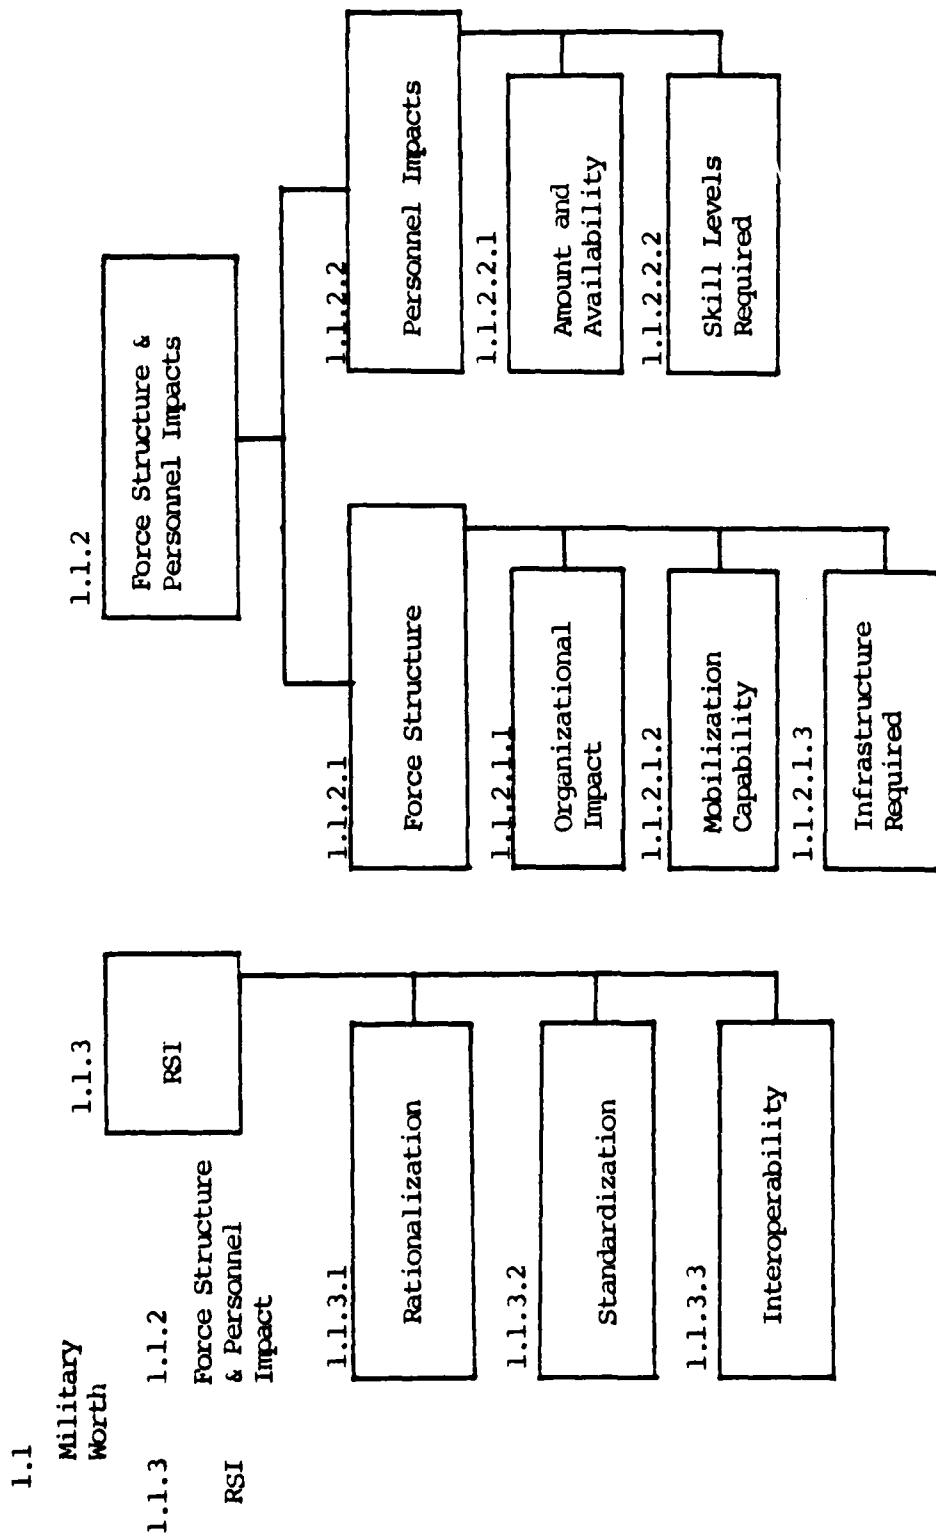 1.1
Military
Worth
1.1.3
RSI
1.1.2
Force Structure
& Personnel
Impact
1.1.3
RSI
1.1.3.1
Rationalization
1.1.3.2
Standardization
1.1.3.3
Interoperability
1.1.2
Force Structure &
Personnel Impacts
1.1.2.1
Force Structure
1.1.2.1.1
Organizational
Impact
1.1.2.1.2
Mobilization
Capability
1.1.2.1.3
Infrastructure
Required
1.1.2.2
Personnel Impacts
1.1.2.2.1
Amount and
Availability
1.1.2.2.2
Skill Levels
Required